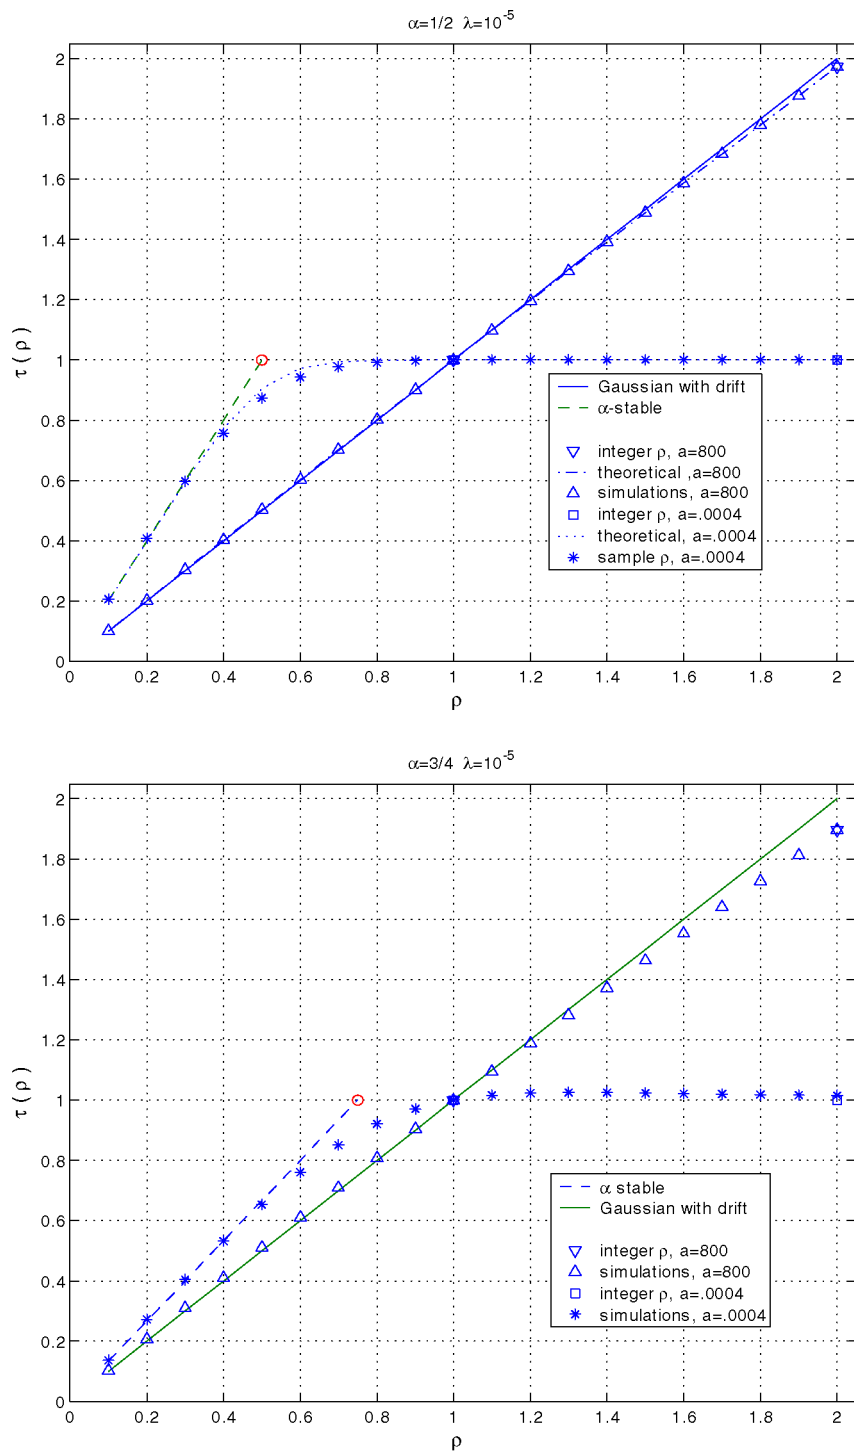 α=1/2 λ=10⁻⁵
2
1.8
1.6
1.4
1.2
1
0.8
0.6
0.4
0.2
0
τ ( ρ )
Gaussian with drift
α-stable
integer ρ, a=800
theoretical ,a=800
simulations, a=800
integer ρ, a=.0004
theoretical, a=.0004
sample ρ, a=.0004
0 0.2 0.4 0.6 0.8 1 1.2 1.4 1.6 1.8 2
ρ
α=3/4 λ=10⁻⁵
2
1.8
1.6
1.4
1.2
1
0.8
0.6
0.4
0.2
0
τ ( ρ )
α stable
Gaussian with drift
integer ρ, a=800
simulations, a=800
integer ρ, a=.0004
simulations, a=.0004
0 0.2 0.4 0.6 0.8 1 1.2 1.4 1.6 1.8 2
ρ